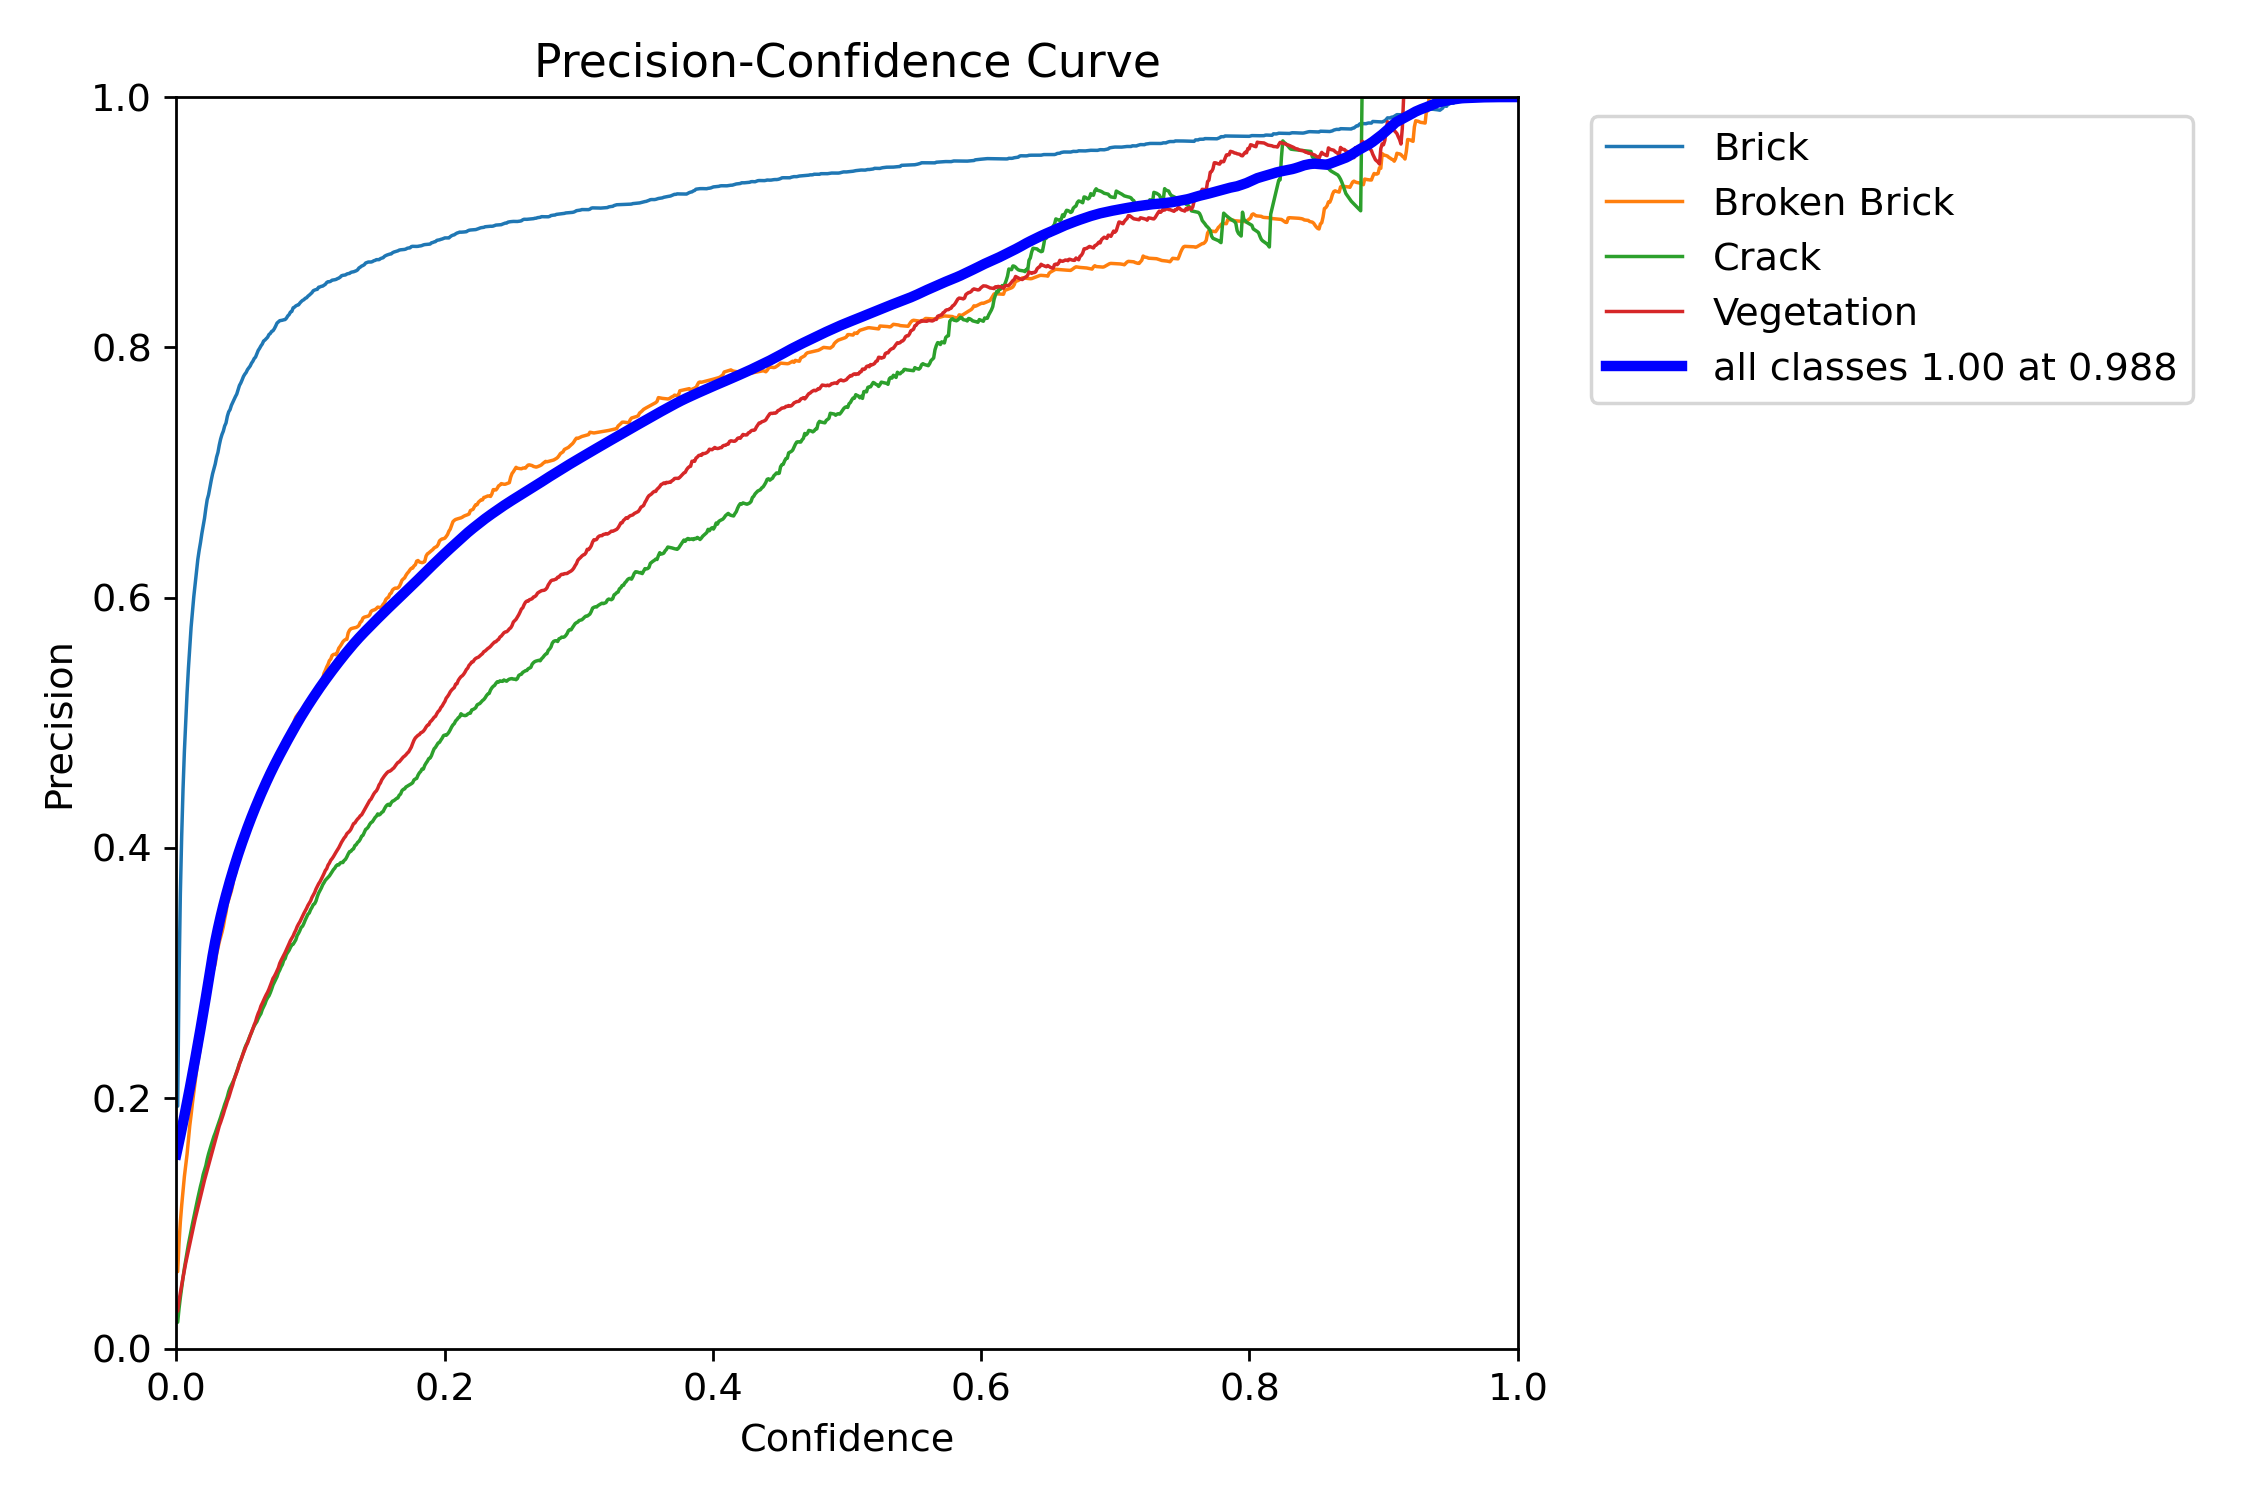 Precision-Confidence Curve
1.0
0.8
0.6
0.4
0.2
0.0
Precision
0.0 0.2 0.4 0.6 0.8 1.0
Confidence
Brick
Broken Brick
Crack
Vegetation
all classes 1.00 at 0.988